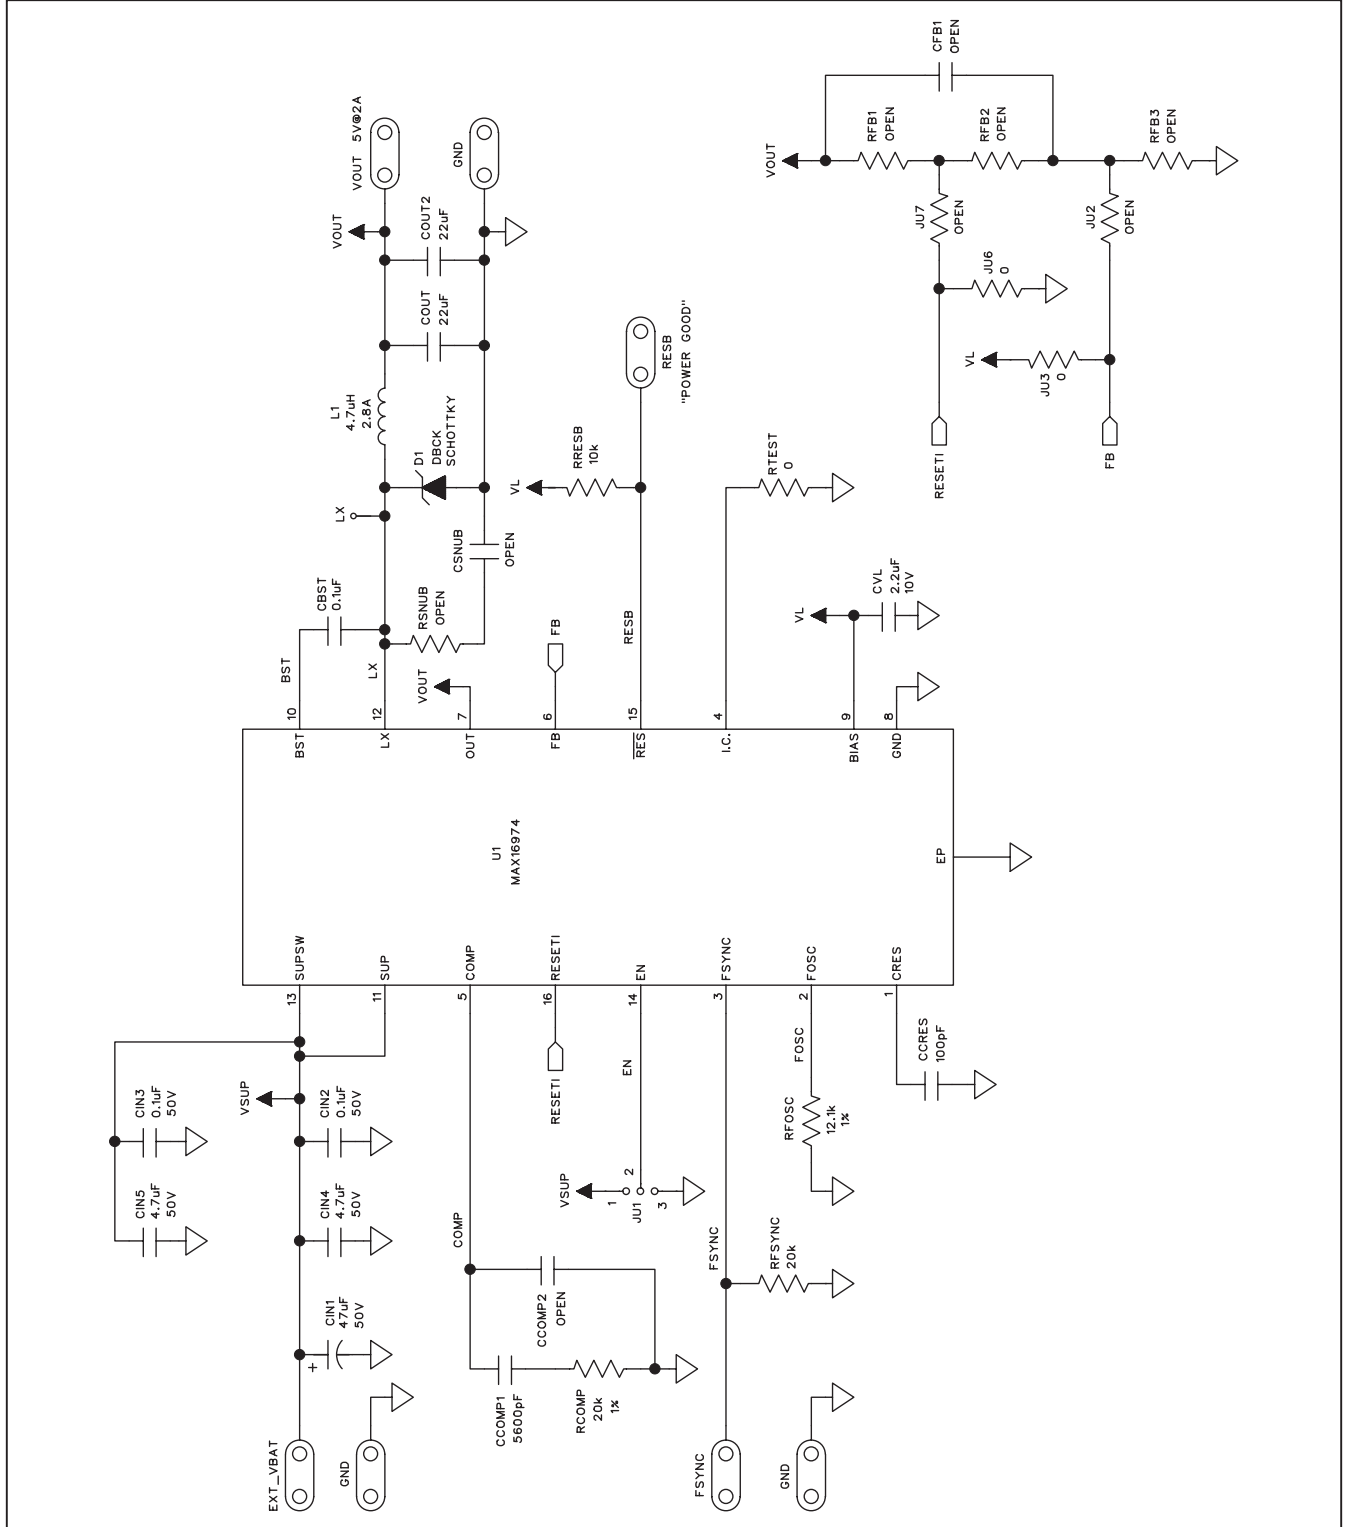 EXT_VBAT
GND
CIN1
47uF
50V
+
CIN5
4.7uF
50V
CIN3
0.1uF
50V
CIN4
4.7uF
50V
CIN2
0.1uF
50V
VSUP
13
SUPSW
11
SUP
COMP
5
COMP
CCOMP1
5600pF
RCOMP
20k
1%
CCOMP2
OPEN
RESETI
16
RESETI
VSUP
1
JU1
2
3
EN
14
EN
FSYNC
GND
FSYNC
RFSYNC
20k
3
FSYNC
RFOSC
12.1k
1%
FOSC
2
FOSC
CCRES
100pF
1
CRES
U1
MAX16974
EP
BST
10
BST
CBST
0.1uF
LX
12
LX
RSNUB
OPEN
CSNUB
OPEN
LX
D1
DBCK
SCHOTTKY
L1
4.7uH
2.8A
COUT
22uF
COUT2
22uF
VOUT
VOUT 5V@2A
GND
OUT
7
VOUT
FB
6
FB
RES
15
RESB
VL
RRESB
10k
RESB
"POWER GOOD"
I.C.
4
RTEST
0
BIAS
9
VL
CVL
2.2uF
10V
GND
8
RESETI
FB
VL
JU3
0
JU6
0
JU7
OPEN
JU2
OPEN
VOUT
RFB1
OPEN
RFB2
OPEN
RFB3
OPEN
CFB1
OPEN